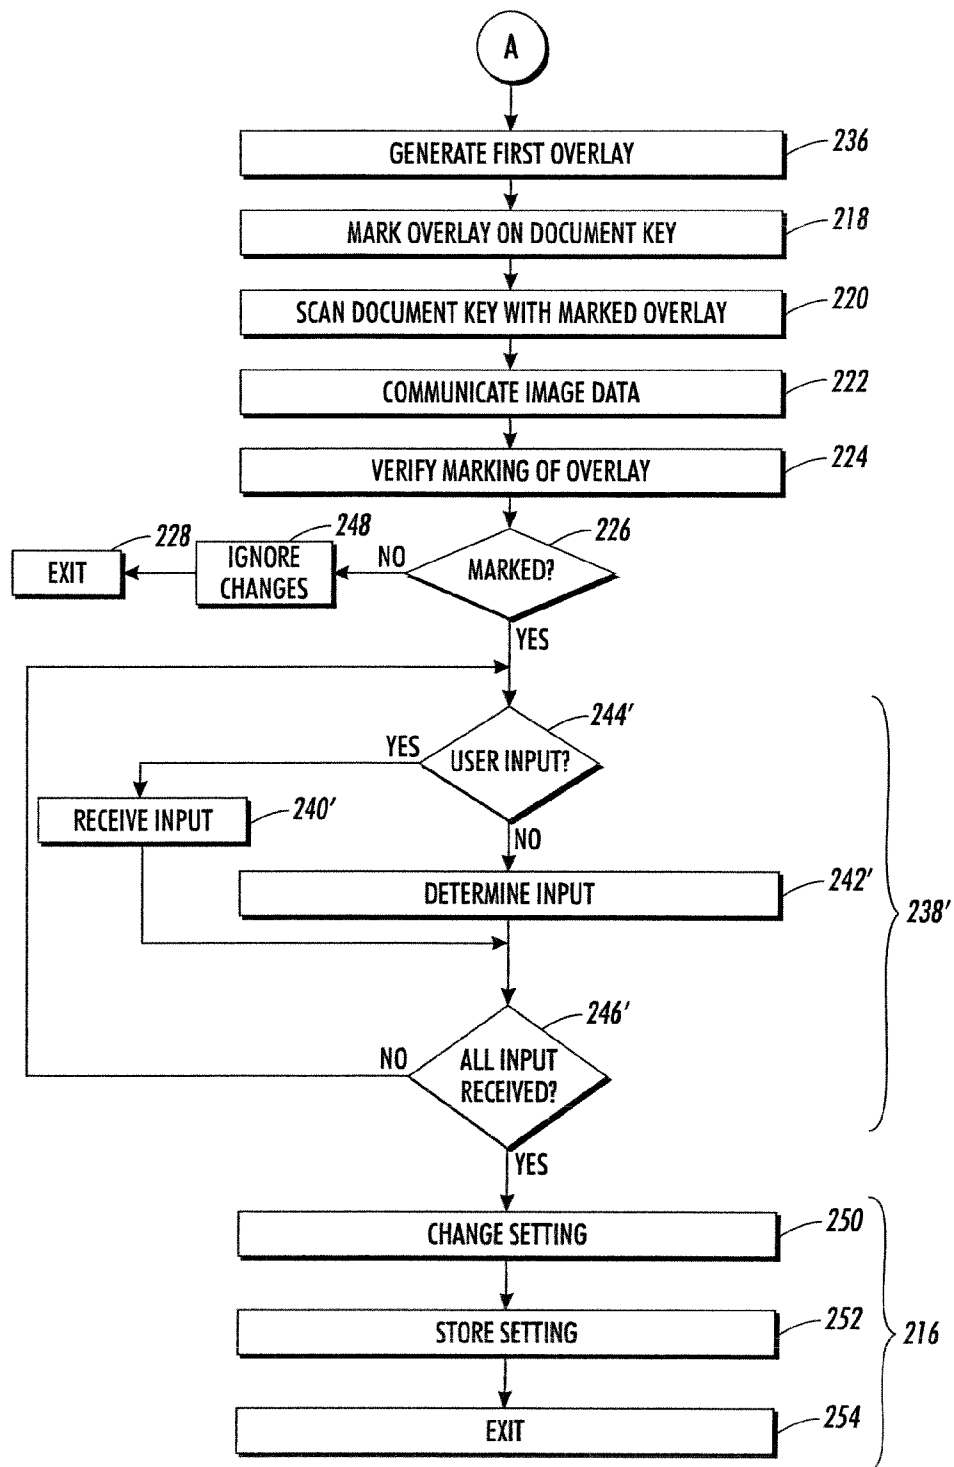 A
GENERATE FIRST OVERLAY
236
MARK OVERLAY ON DOCUMENT KEY
218
SCAN DOCUMENT KEY WITH MARKED OVERLAY
220
COMMUNICATE IMAGE DATA
222
VERIFY MARKING OF OVERLAY
224
228
248
226
EXIT
IGNORE
CHANGES
NO
MARKED?
YES
244'
YES
USER INPUT?
RECEIVE INPUT
240'
NO
DETERMINE INPUT
242'
238'
246'
NO
ALL INPUT
RECEIVED?
YES
CHANGE SETTING
250
STORE SETTING
252
216
EXIT
254